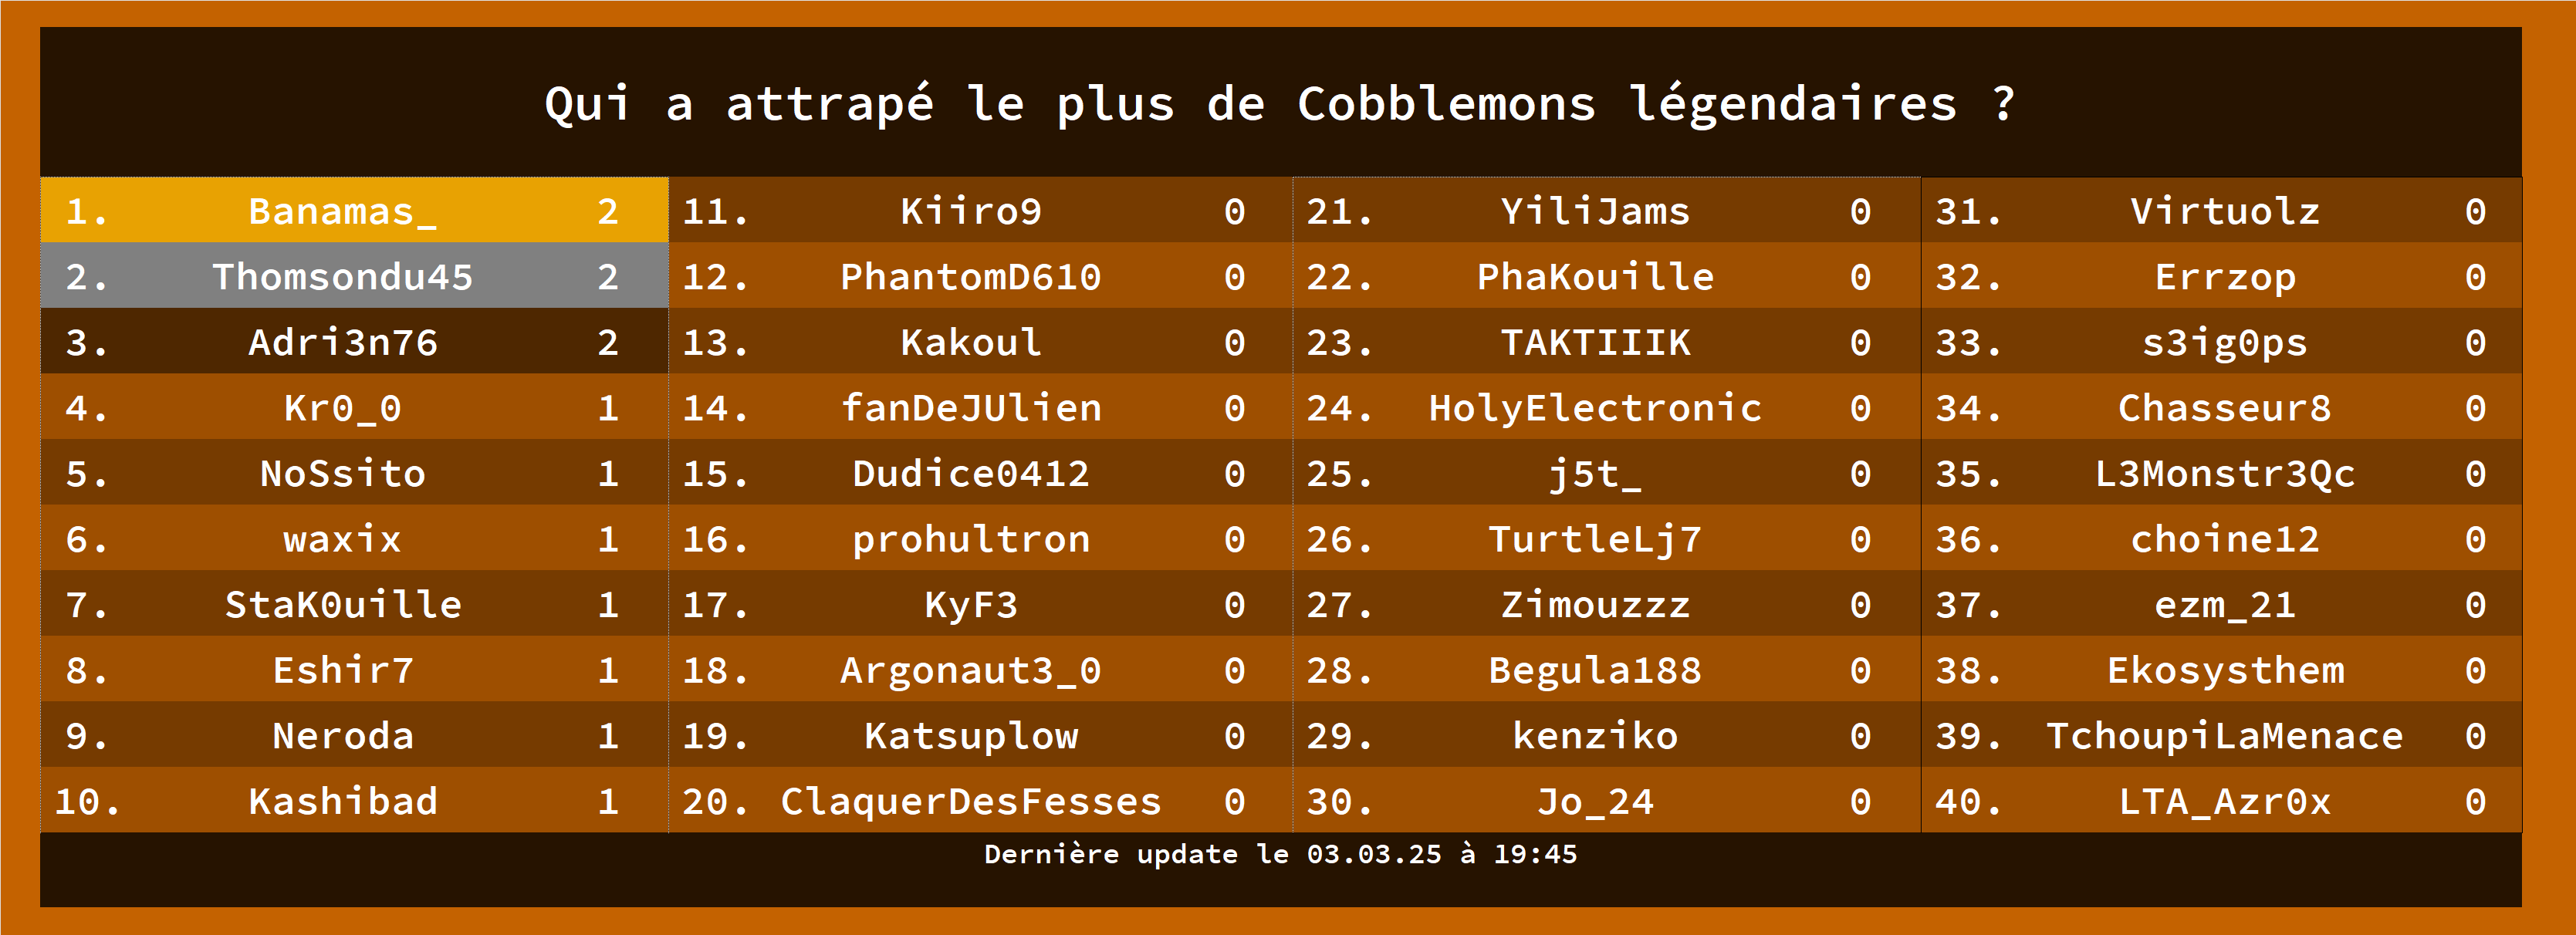 Qui a attrapé le plus de Cobblemons légendaires ?
1. Banamas_ 2
2. Thomsondu45 2
3. Adri3n76 2
4. Kr0_0 1
5. NoSsito 1
6. waxix 1
7. StaK0uille 1
8. Eshir7 1
9. Neroda 1
10. Kashibad 1
11. Kiiro9 0
12. PhantomD610 0
13. Kakoul 0
14. fanDeJUlien 0
15. Dudice0412 0
16. prohultron 0
17. KyF3 0
18. Argonaut3_0 0
19. Katsuplow 0
20. ClaquerDesFesses 0
21. YiliJams 0
22. PhaKouille 0
23. TAKTIIIK 0
24. HolyElectronic 0
25. j5t_ 0
26. TurtleLj7 0
27. Zimouzzz 0
28. Begula188 0
29. kenziko 0
30. Jo_24 0
31. Virtuolz 0
32. Errzop 0
33. s3ig0ps 0
34. Chasseur8 0
35. L3Monstr3Qc 0
36. choine12 0
37. ezm_21 0
38. Ekosysthem 0
39. TchoupiLaMenace 0
40. LTA_Azr0x 0
Dernière update le 03.03.25 à 19:45